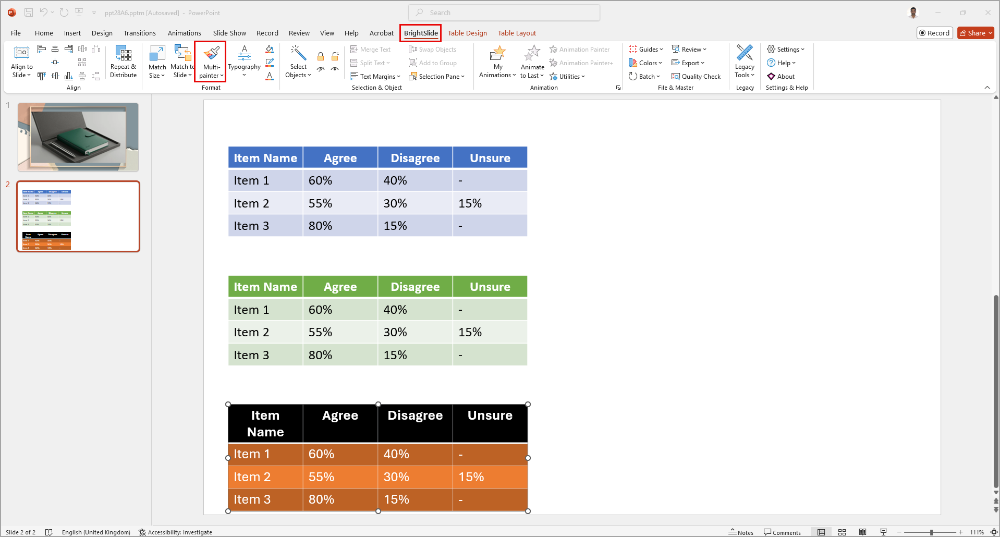 ppt28A6.pptm [Autosaved] - PowerPoint
Search
File Home Insert Design Transitions Animations Slide Show Record Review View Help Acrobat BrightSlide Table Design Table Layout
Record Share
Align to Slide
Repeat & Distribute
Align
Match Size
Match to Slide
Multi-painter
Typography
Format
Select Objects
Merge Text
Split Text
Text Margins
Swap Objects
Add to Group
Selection Pane
Selection & Object
My Animations
Animate to Last
Animation Painter
Animation Painter+
Utilities
Animation
Guides
Colors
Batch
Review
Export
Quality Check
File & Master
Legacy Tools
Legacy
Settings
Help
About
Settings & Help
1
2
Item Name Agree Disagree Unsure
Item 1 60% 40% -
Item 2 55% 30% 15%
Item 3 80% 15% -
Item Name Agree Disagree Unsure
Item 1 60% 40% -
Item 2 55% 30% 15%
Item 3 80% 15% -
Item Name Agree Disagree Unsure
Item 1 60% 40% -
Item 2 55% 30% 15%
Item 3 80% 15% -
Slide 2 of 2 English (United Kingdom) Accessibility: Investigate Notes Comments 111%